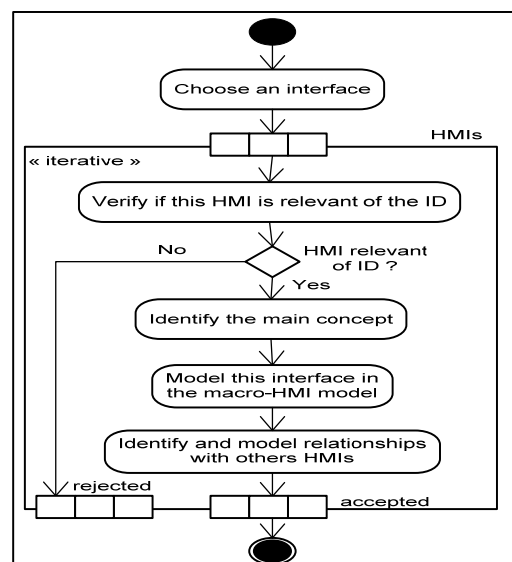 Choose an interface
HMIs
« iterative »
Verify if this HMI is relevant of the ID
No
HMI relevant
of ID ?
Yes
Identify the main concept
Model this interface in
the macro-HMI model
Identify and model relationships
with others HMIs
rejected
accepted